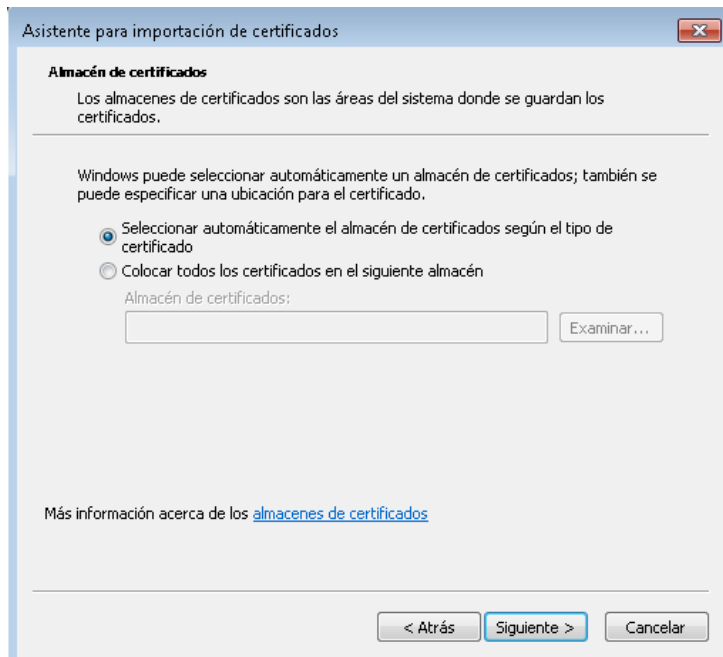 Asistente para importación de certificados
Almacén de certificados
Los almacenes de certificados son las áreas del sistema donde se guardan los
certificados.
Windows puede seleccionar automáticamente un almacén de certificados; también se
puede especificar una ubicación para el certificado.
Seleccionar automáticamente el almacén de certificados según el tipo de
certificado
Colocar todos los certificados en el siguiente almacén
Almacén de certificados:
Examinar...
Más información acerca de los almacenes de certificados
< Atrás
Siguiente >
Cancelar